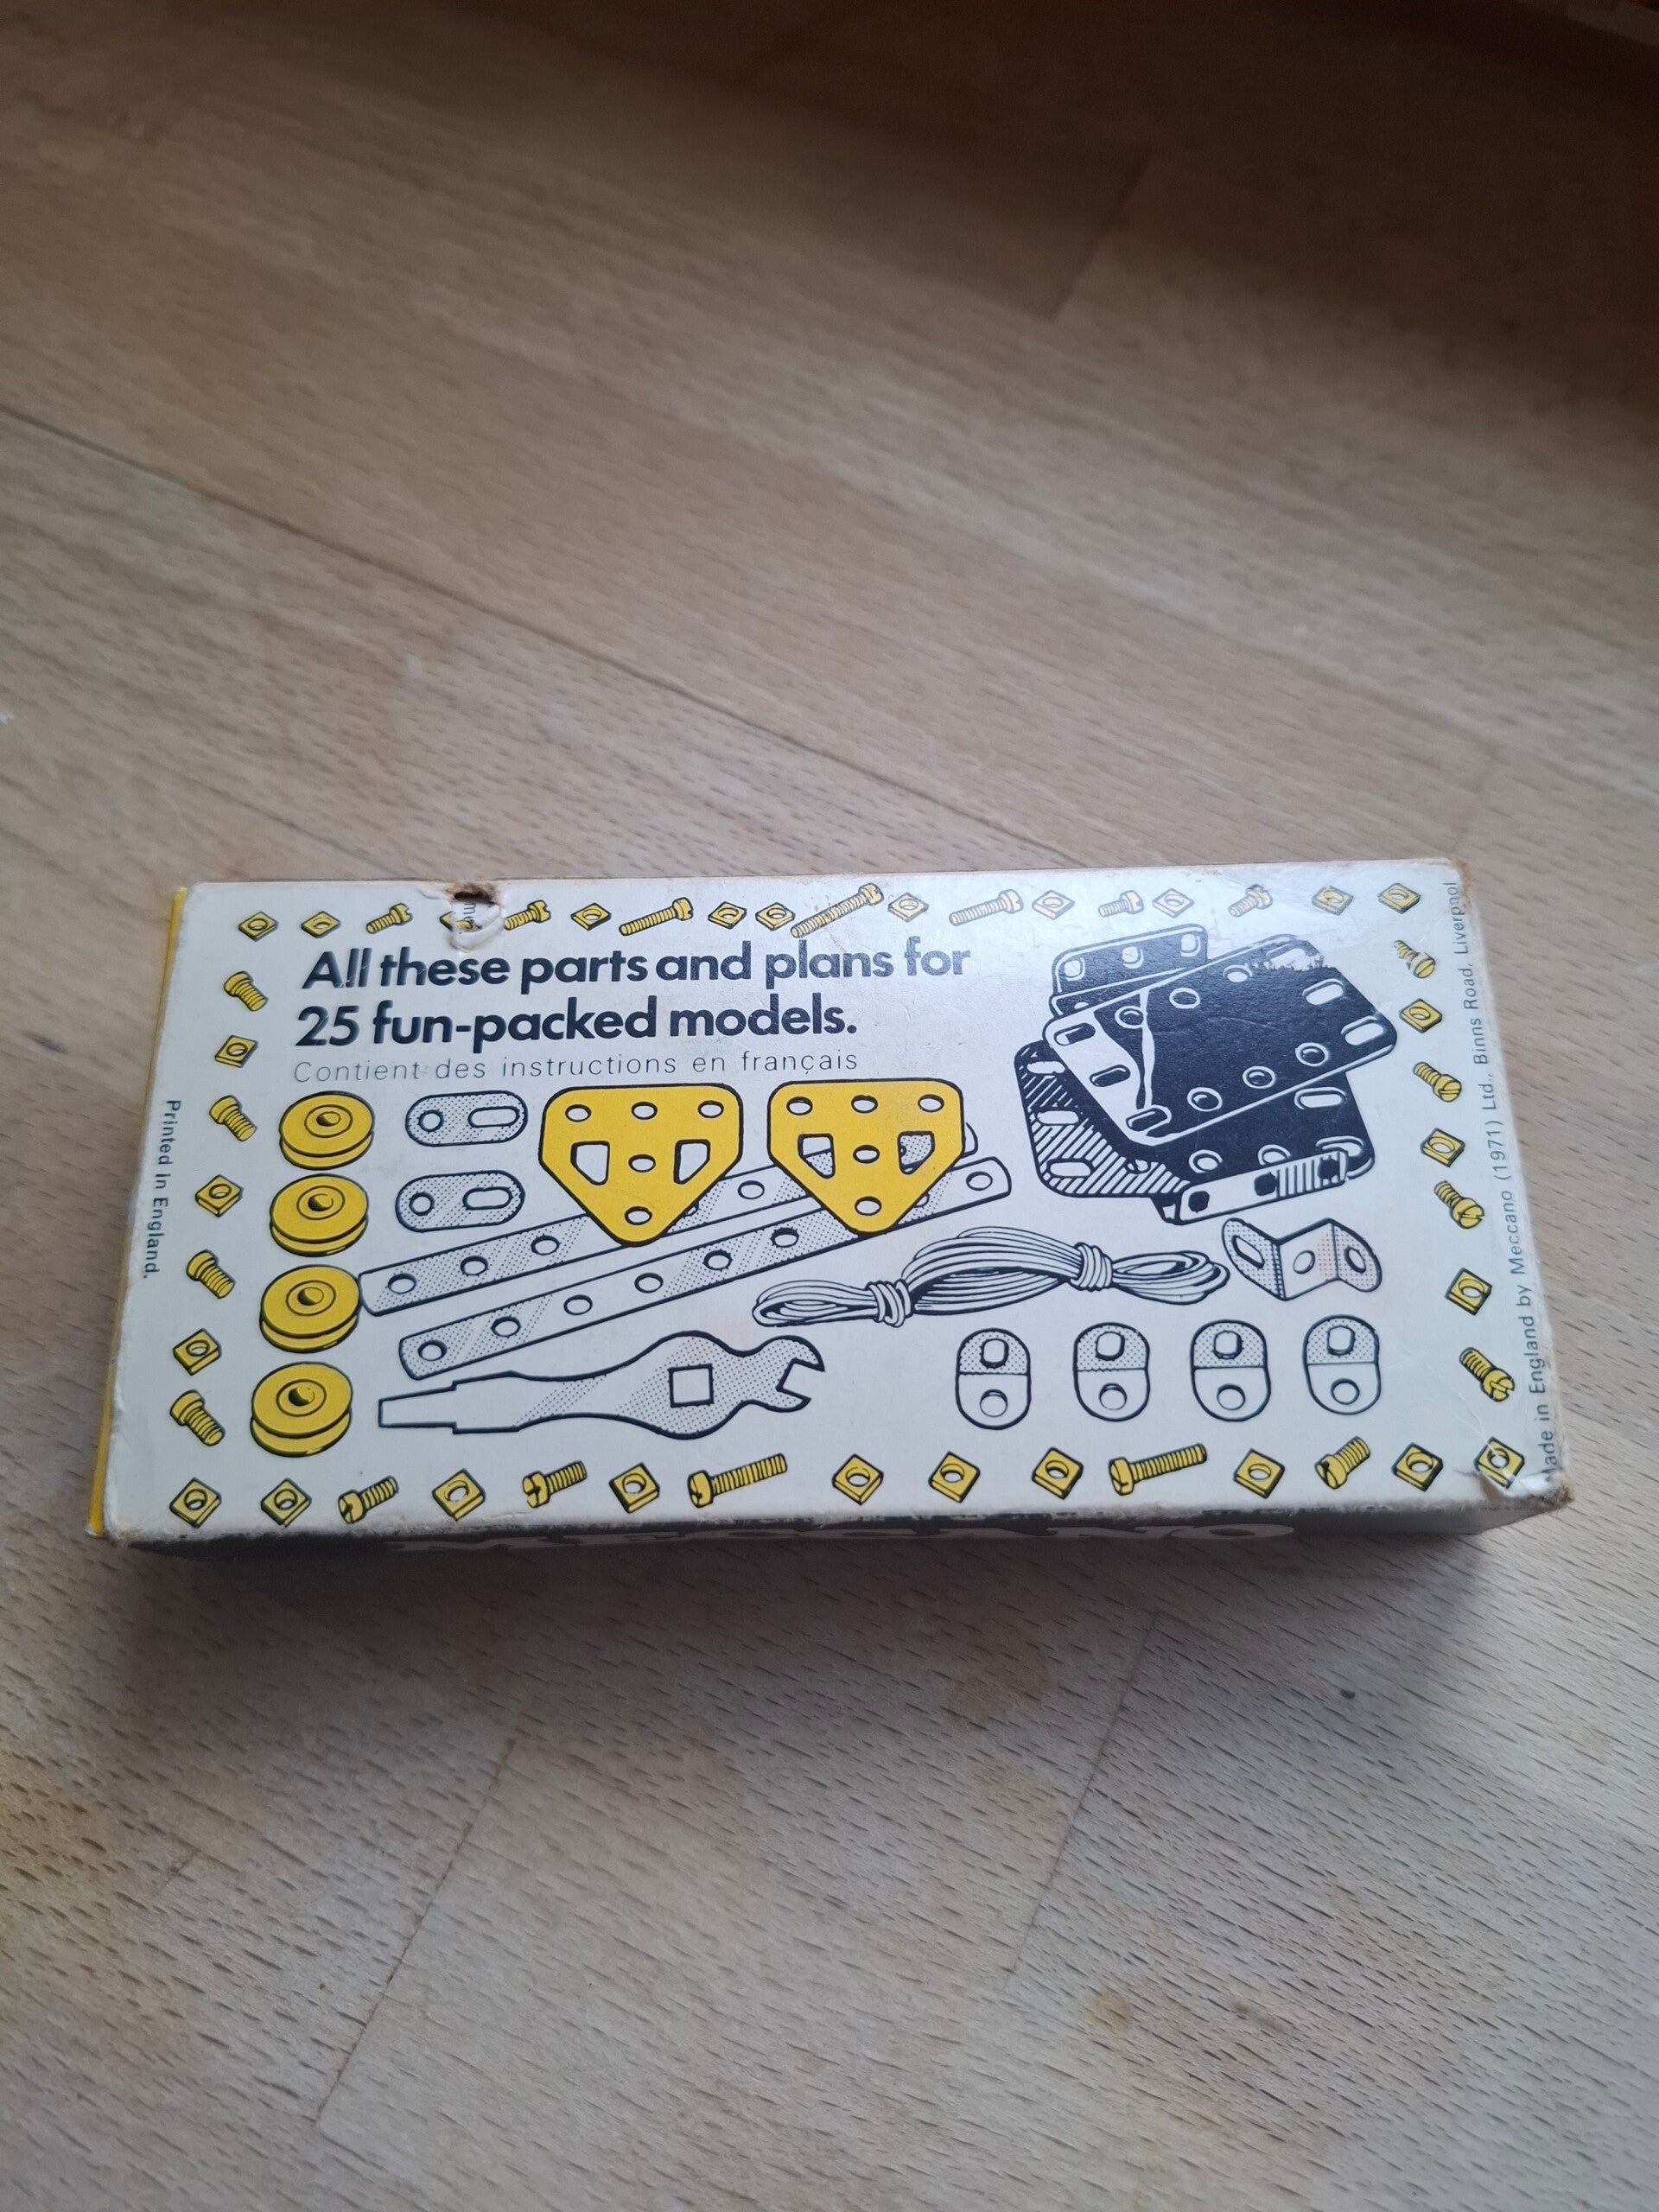 All these parts and plans for
25 fun-packed models.
Contient des instructions en français
Printed in England.
Made in England by Meccano (1971) Ltd., Binns Road, Liverpool
MECCANO